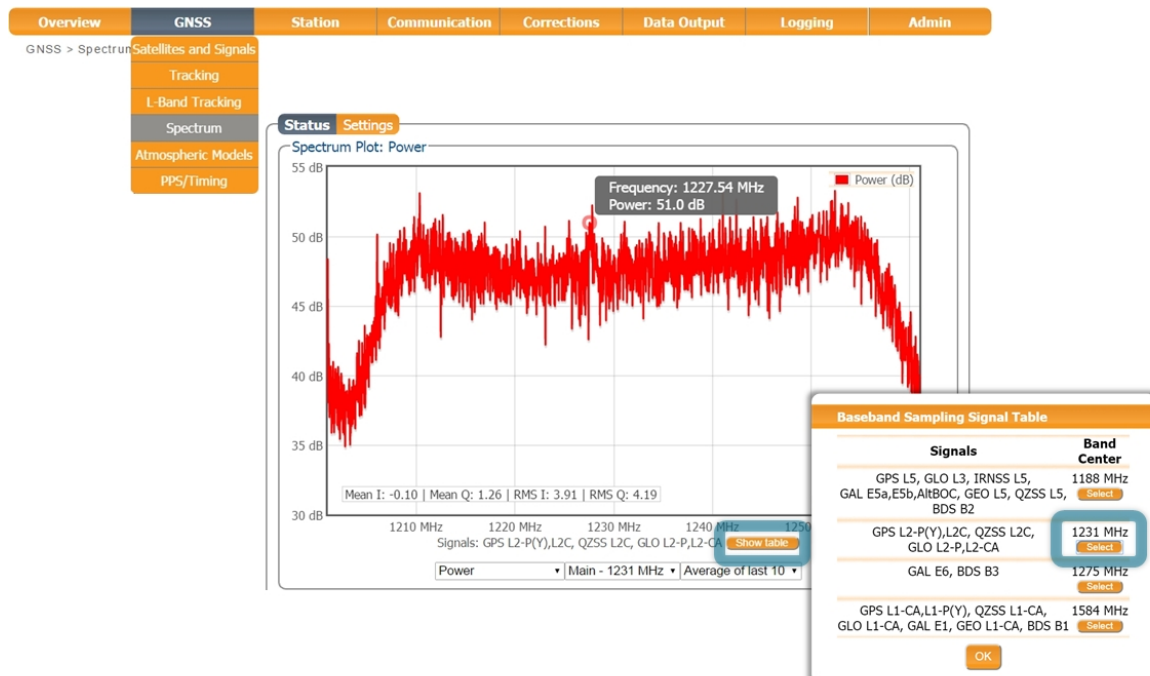 Overview GNSS Station Communication Corrections Data Output Logging Admin
GNSS > Spectrum
Satellites and Signals
Tracking
L-Band Tracking
Spectrum
Atmospheric Models
PPS/Timing
Status Settings
Spectrum Plot: Power
55 dB
50 dB
45 dB
40 dB
35 dB
30 dB
Frequency: 1227.54 MHz
Power: 51.0 dB
Power (dB)
Mean I: -0.10 | Mean Q: 1.26 | RMS I: 3.91 | RMS Q: 4.19
1210 MHz 1220 MHz 1230 MHz 1240 MHz 1250
Signals: GPS L2-P(Y),L2C, QZSS L2C, GLO L2-P,L2-CA Show table
Power Main - 1231 MHz Average of last 10
Baseband Sampling Signal Table
Signals Band
Center
GPS L5, GLO L3, IRNSS L5, 1188 MHz
GAL E5a,E5b,AltBOC, GEO L5, QZSS L5, Select
BDS B2
GPS L2-P(Y),L2C, QZSS L2C, 1231 MHz
GLO L2-P,L2-CA Select
GAL E6, BDS B3 1275 MHz
Select
GPS L1-CA,L1-P(Y), QZSS L1-CA, 1584 MHz
GLO L1-CA, GAL E1, GEO L1-CA, BDS B1 Select
OK